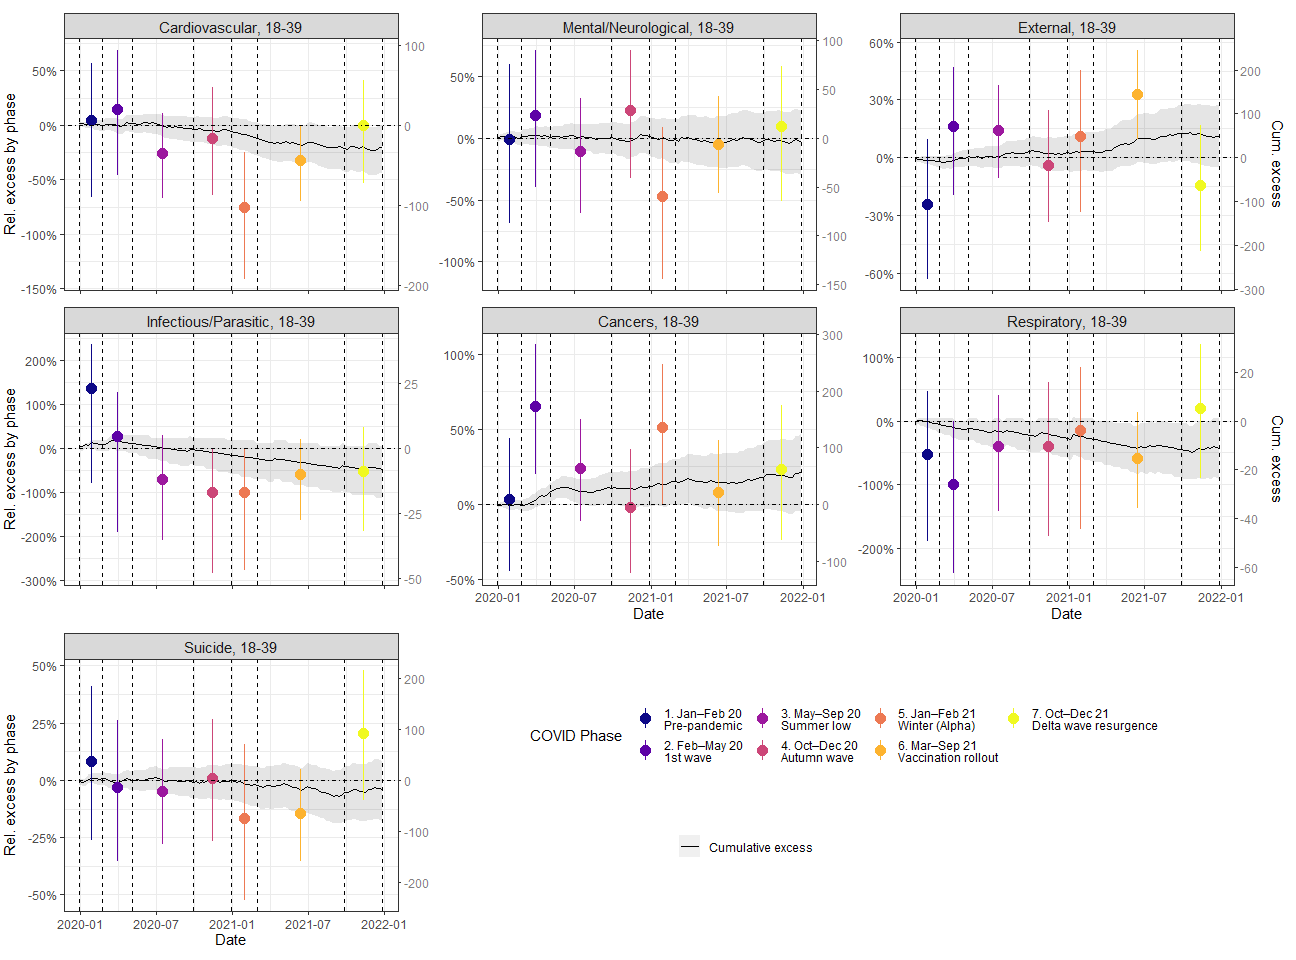 Cardiovascular, 18-39
Mental/Neurological, 18-39
External, 18-39
Rel. excess by phase
50%
0%
-50%
-100%
-150%
100
0
-100
-200
50%
0%
-50%
-100%
100
50
0
-50
-100
-150
60%
30%
0%
-30%
-60%
200
100
0
-100
-200
-300
Cum. excess
Infectious/Parasitic, 18-39
Cancers, 18-39
Respiratory, 18-39
Rel. excess by phase
200%
100%
0%
-100%
-200%
-300%
25
0
-25
-50
100%
50%
0%
-50%
300
200
100
0
-100
2020-01 2020-07 2021-01 2021-07 2022-01
Date
100%
0%
-100%
-200%
20
0
-20
-40
-60
Cum. excess
2020-01 2020-07 2021-01 2021-07 2022-01
Date
Suicide, 18-39
Rel. excess by phase
50%
25%
0%
-25%
-50%
200
100
0
-100
-200
2020-01 2020-07 2021-01 2021-07 2022-01
Date
COVID Phase
1. Jan–Feb 20
Pre-pandemic
2. Feb–May 20
1st wave
3. May–Sep 20
Summer low
4. Oct–Dec 20
Autumn wave
5. Jan–Feb 21
Winter (Alpha)
6. Mar–Sep 21
Vaccination rollout
7. Oct–Dec 21
Delta wave resurgence
Cumulative excess